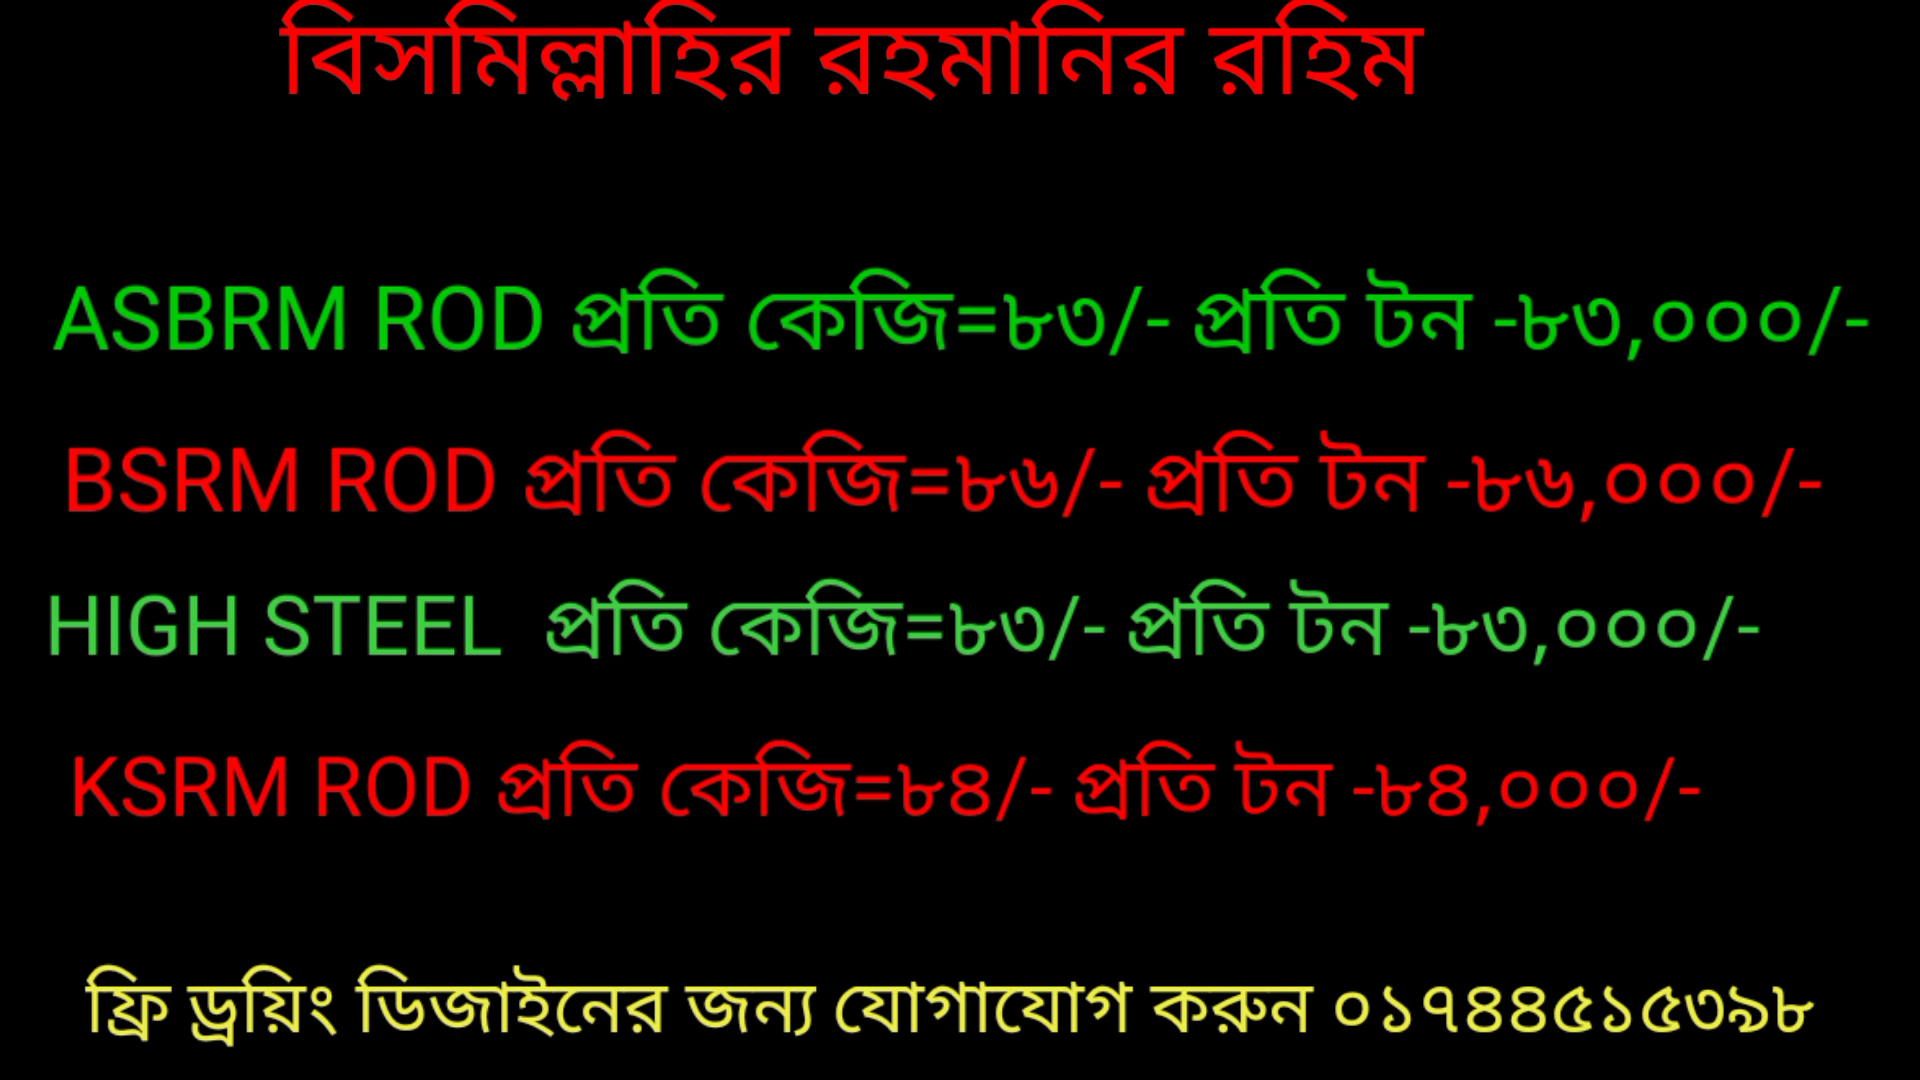 বিসমিল্লাহির রহমানির রহিম
ASBRM ROD প্রতি কেজি=৮৩/- প্রতি টন -৮৩,০০০/-
BSRM ROD প্রতি কেজি=৮৬/- প্রতি টন -৮৬,০০০/-
HIGH STEEL প্রতি কেজি=৮৩/- প্রতি টন -৮৩,০০০/-
KSRM ROD প্রতি কেজি=৮৪/- প্রতি টন -৮৪,০০০/-
ফ্রি ড্রয়িং ডিজাইনের জন্য যোগাযোগ করুন ০১৭৪৪৫১৫৩৯৮